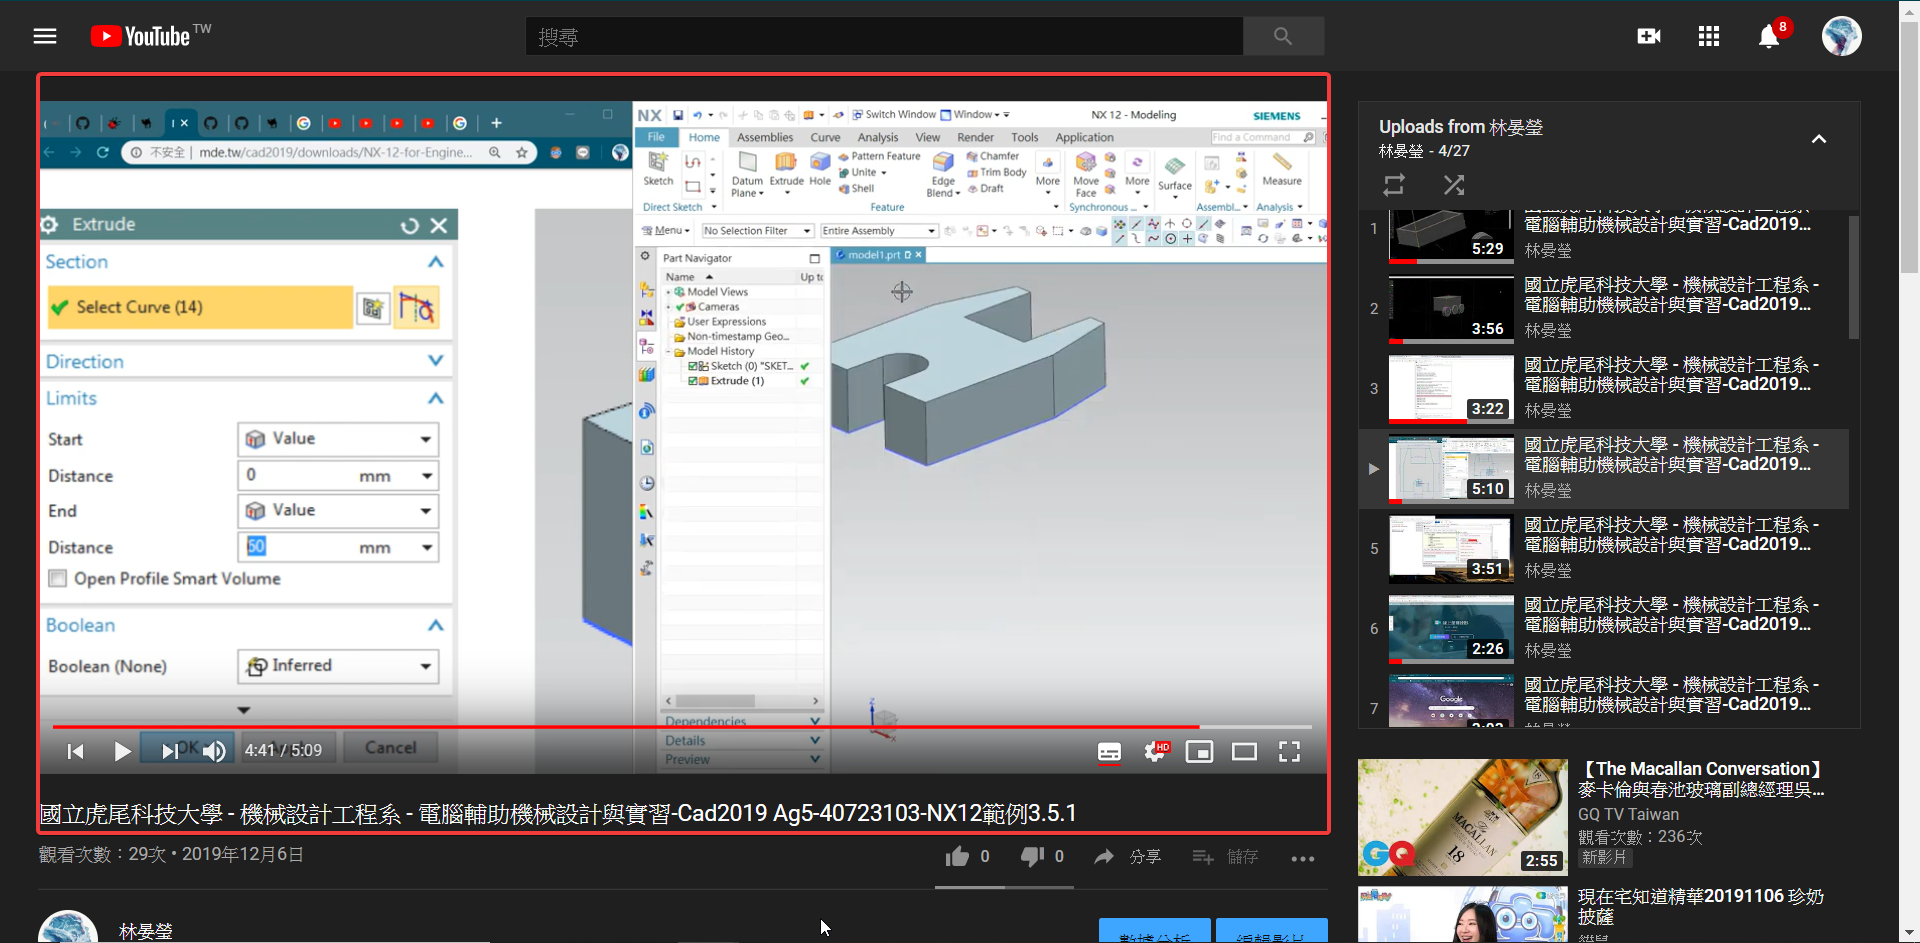 YouTube TW
搜尋
8
不安全 | mde.tw/cad2019/downloads/NX-12-for-Engine...
Extrude
Section
Select Curve (14)
Direction
Limits
Start
Value
Distance
0 mm
End
Value
Distance
50 mm
Open Profile Smart Volume
Boolean
Boolean (None)
Inferred
OK
Cancel
4:41 / 5:09
HD
NX
Switch Window
Window
NX 12 - Modeling
SIEMENS
File Home Assemblies Curve Analysis View Render Tools Application
Find a Command
Sketch
Direct Sketch
Datum Plane
Extrude
Hole
Pattern Feature
Unite
Shell
Edge Blend
Chamfer
Trim Body
Draft
More
Feature
Move Face
More
Synchronous ...
Surface
Assembl...
Measure
Analysis
Menu
No Selection Filter
Entire Assembly
Part Navigator
model1.prt
Name
Up to
Model Views
Cameras
User Expressions
Non-timestamp Geo...
Model History
Sketch (0) "SKET...
Extrude (1)
Dependencies
Details
Preview
國立虎尾科技大學 - 機械設計工程系 - 電腦輔助機械設計與實習-Cad2019 Ag5-40723103-NX12範例3.5.1
觀看次數：29次 • 2019年12月6日
0
0
分享
儲存
林晏瑩
數據分析
編輯影片
Uploads from 林晏瑩
林晏瑩 - 4/27
1
5:29
電腦輔助機械設計與實習-Cad2019...
林晏瑩
2
3:56
國立虎尾科技大學 - 機械設計工程系 -
電腦輔助機械設計與實習-Cad2019...
林晏瑩
3
3:22
國立虎尾科技大學 - 機械設計工程系 -
電腦輔助機械設計與實習-Cad2019...
林晏瑩
5:10
國立虎尾科技大學 - 機械設計工程系 -
電腦輔助機械設計與實習-Cad2019...
林晏瑩
5
3:51
國立虎尾科技大學 - 機械設計工程系 -
電腦輔助機械設計與實習-Cad2019...
林晏瑩
6
2:26
國立虎尾科技大學 - 機械設計工程系 -
電腦輔助機械設計與實習-Cad2019...
林晏瑩
7
Google
國立虎尾科技大學 - 機械設計工程系 -
電腦輔助機械設計與實習-Cad2019...
The
MACALLAN
18
GQ
2:55
【The Macallan Conversation】
麥卡倫與春池玻璃副總經理吳...
GQ TV Taiwan
觀看次數：236次
新影片
現在宅知道精華20191106 珍奶
披薩